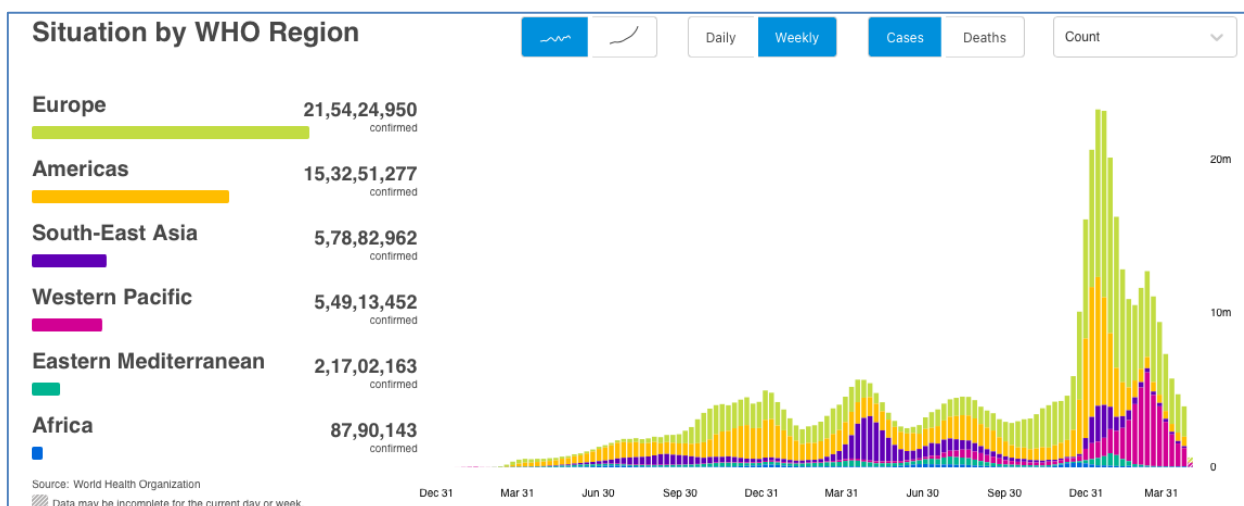 Situation by WHO Region
Daily
Weekly
Cases
Deaths
Count
Europe
21,54,24,950
confirmed
Americas
15,32,51,277
confirmed
South-East Asia
5,78,82,962
confirmed
Western Pacific
5,49,13,452
confirmed
Eastern Mediterranean
2,17,02,163
confirmed
Africa
87,90,143
confirmed
20m
10m
0
Dec 31
Mar 31
Jun 30
Sep 30
Dec 31
Mar 31
Jun 30
Sep 30
Dec 31
Mar 31
Source: World Health Organization
Data may be incomplete for the current day or week